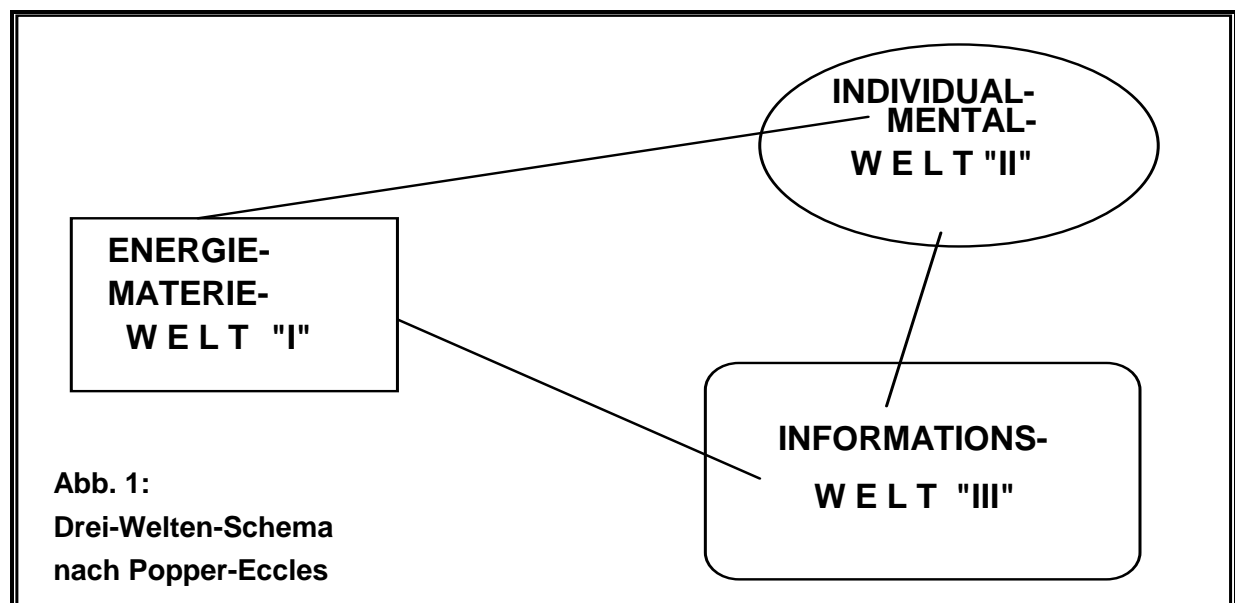 INDIVIDUAL-
MENTAL-
W E L T "II"
ENERGIE-
MATERIE-
W E L T "I"
INFORMATIONS-
W E L T "III"
Abb. 1:
Drei-Welten-Schema
nach Popper-Eccles